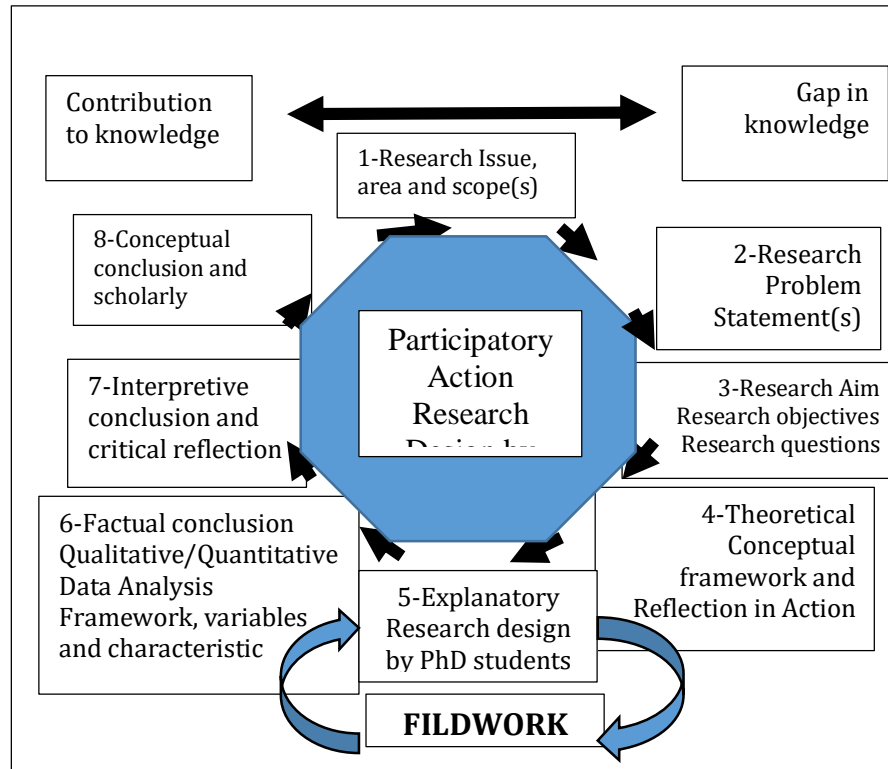 Contribution
to knowledge
Gap in
knowledge
1-Research Issue,
area and scope(s)
2-Research
Problem
Statement(s)
3-Research Aim
Research objectives
Research questions
4-Theoretical
Conceptual
framework and
Reflection in Action
5-Explanatory
Research design
by PhD students
FILDWORK
6-Factual conclusion
Qualitative/Quantitative
Data Analysis
Framework, variables
and characteristic
7-Interpretive
conclusion and
critical reflection
8-Conceptual
conclusion and
scholarly
Participatory
Action
Research
Design by